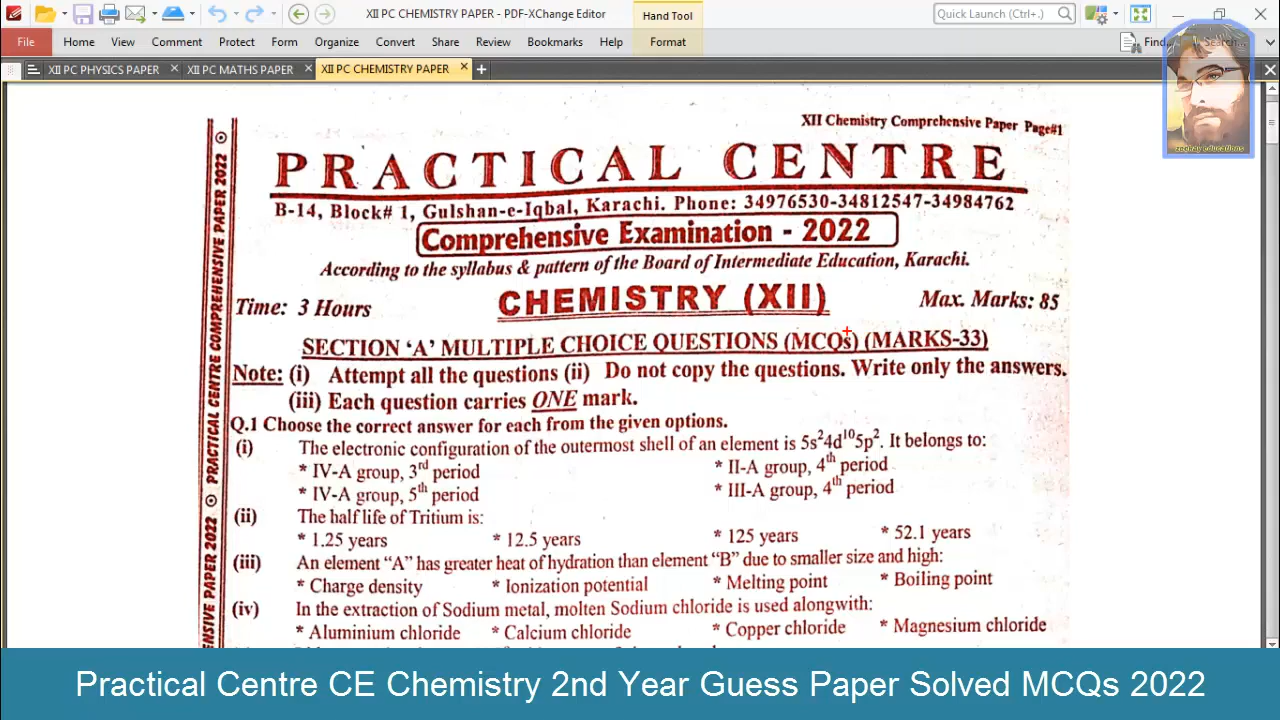 XII PC CHEMISTRY PAPER - PDF-XChange Editor
Hand Tool
Quick Launch (Ctrl+.)
File Home View Comment Protect Form Organize Convert Share Review Bookmarks Help Format Find... Search...
XII PC PHYSICS PAPER XII PC MATHS PAPER XII PC CHEMISTRY PAPER
zeekay educations
XII Chemistry Comprehensive Paper Page#1
PRACTICAL CENTRE
B-14, Block# 1, Gulshan-e-Iqbal, Karachi. Phone: 34976530-34812547-34984762
Comprehensive Examination - 2022
According to the syllabus & pattern of the Board of Intermediate Education, Karachi.
Time: 3 Hours CHEMISTRY (XII) Max. Marks: 85
SECTION ‘A’ MULTIPLE CHOICE QUESTIONS (MCQs) (MARKS-33)
Note: (i) Attempt all the questions (ii) Do not copy the questions. Write only the answers.
(iii) Each question carries ONE mark.
Q.1 Choose the correct answer for each from the given options.
(i) The electronic configuration of the outermost shell of an element is 5s²4d¹⁰5p². It belongs to:
* IV-A group, 3rd period * II-A group, 4th period
* IV-A group, 5th period * III-A group, 4th period
(ii) The half life of Tritium is:
* 1.25 years * 12.5 years * 125 years * 52.1 years
(iii) An element “A” has greater heat of hydration than element “B” due to smaller size and high:
* Charge density * Ionization potential * Melting point * Boiling point
(iv) In the extraction of Sodium metal, molten Sodium chloride is used alongwith:
* Aluminium chloride * Calcium chloride * Copper chloride * Magnesium chloride
PRACTICAL CENTRE COMPREHENSIVE PAPER 2022
ENSIVE PAPER 2022
Practical Centre CE Chemistry 2nd Year Guess Paper Solved MCQs 2022